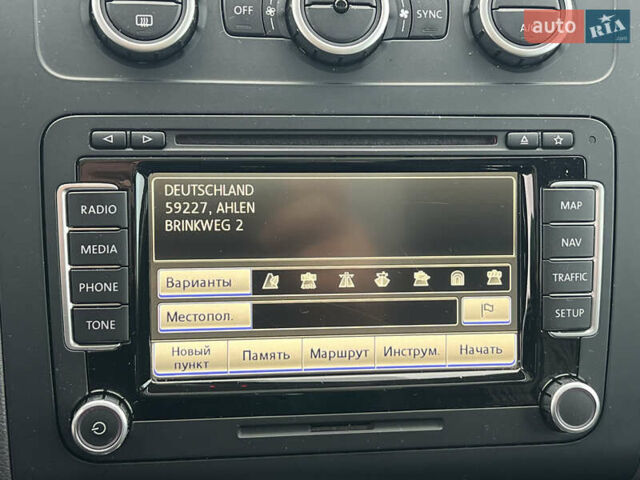 OFF
SYNC
auto RIA
.com
DEUTSCHLAND
59227, AHLEN
BRINKWEG 2
RADIO
MEDIA
PHONE
TONE
MAP
NAV
TRAFFIC
SETUP
Варианты
Местопол.
Новый
пункт
Память
Маршрут
Инструм.
Начать